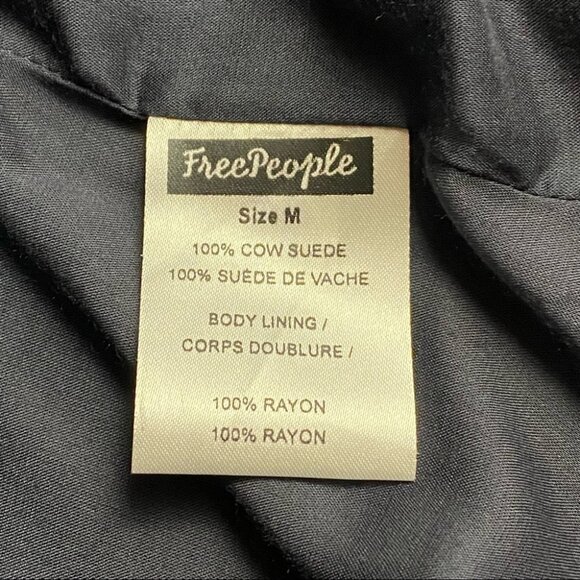 FreePeople
Size M
100% COW SUEDE
100% SUÈDE DE VACHE
BODY LINING /
CORPS DOUBLURE /
100% RAYON
100% RAYON